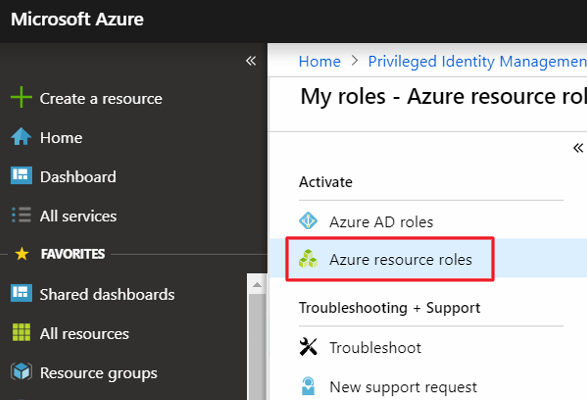 Microsoft Azure
Create a resource
Home
Dashboard
All services
FAVORITES
Shared dashboards
All resources
Resource groups
Home > Privileged Identity Managemen
My roles - Azure resource rol
Activate
Azure AD roles
Azure resource roles
Troubleshooting + Support
Troubleshoot
New support request